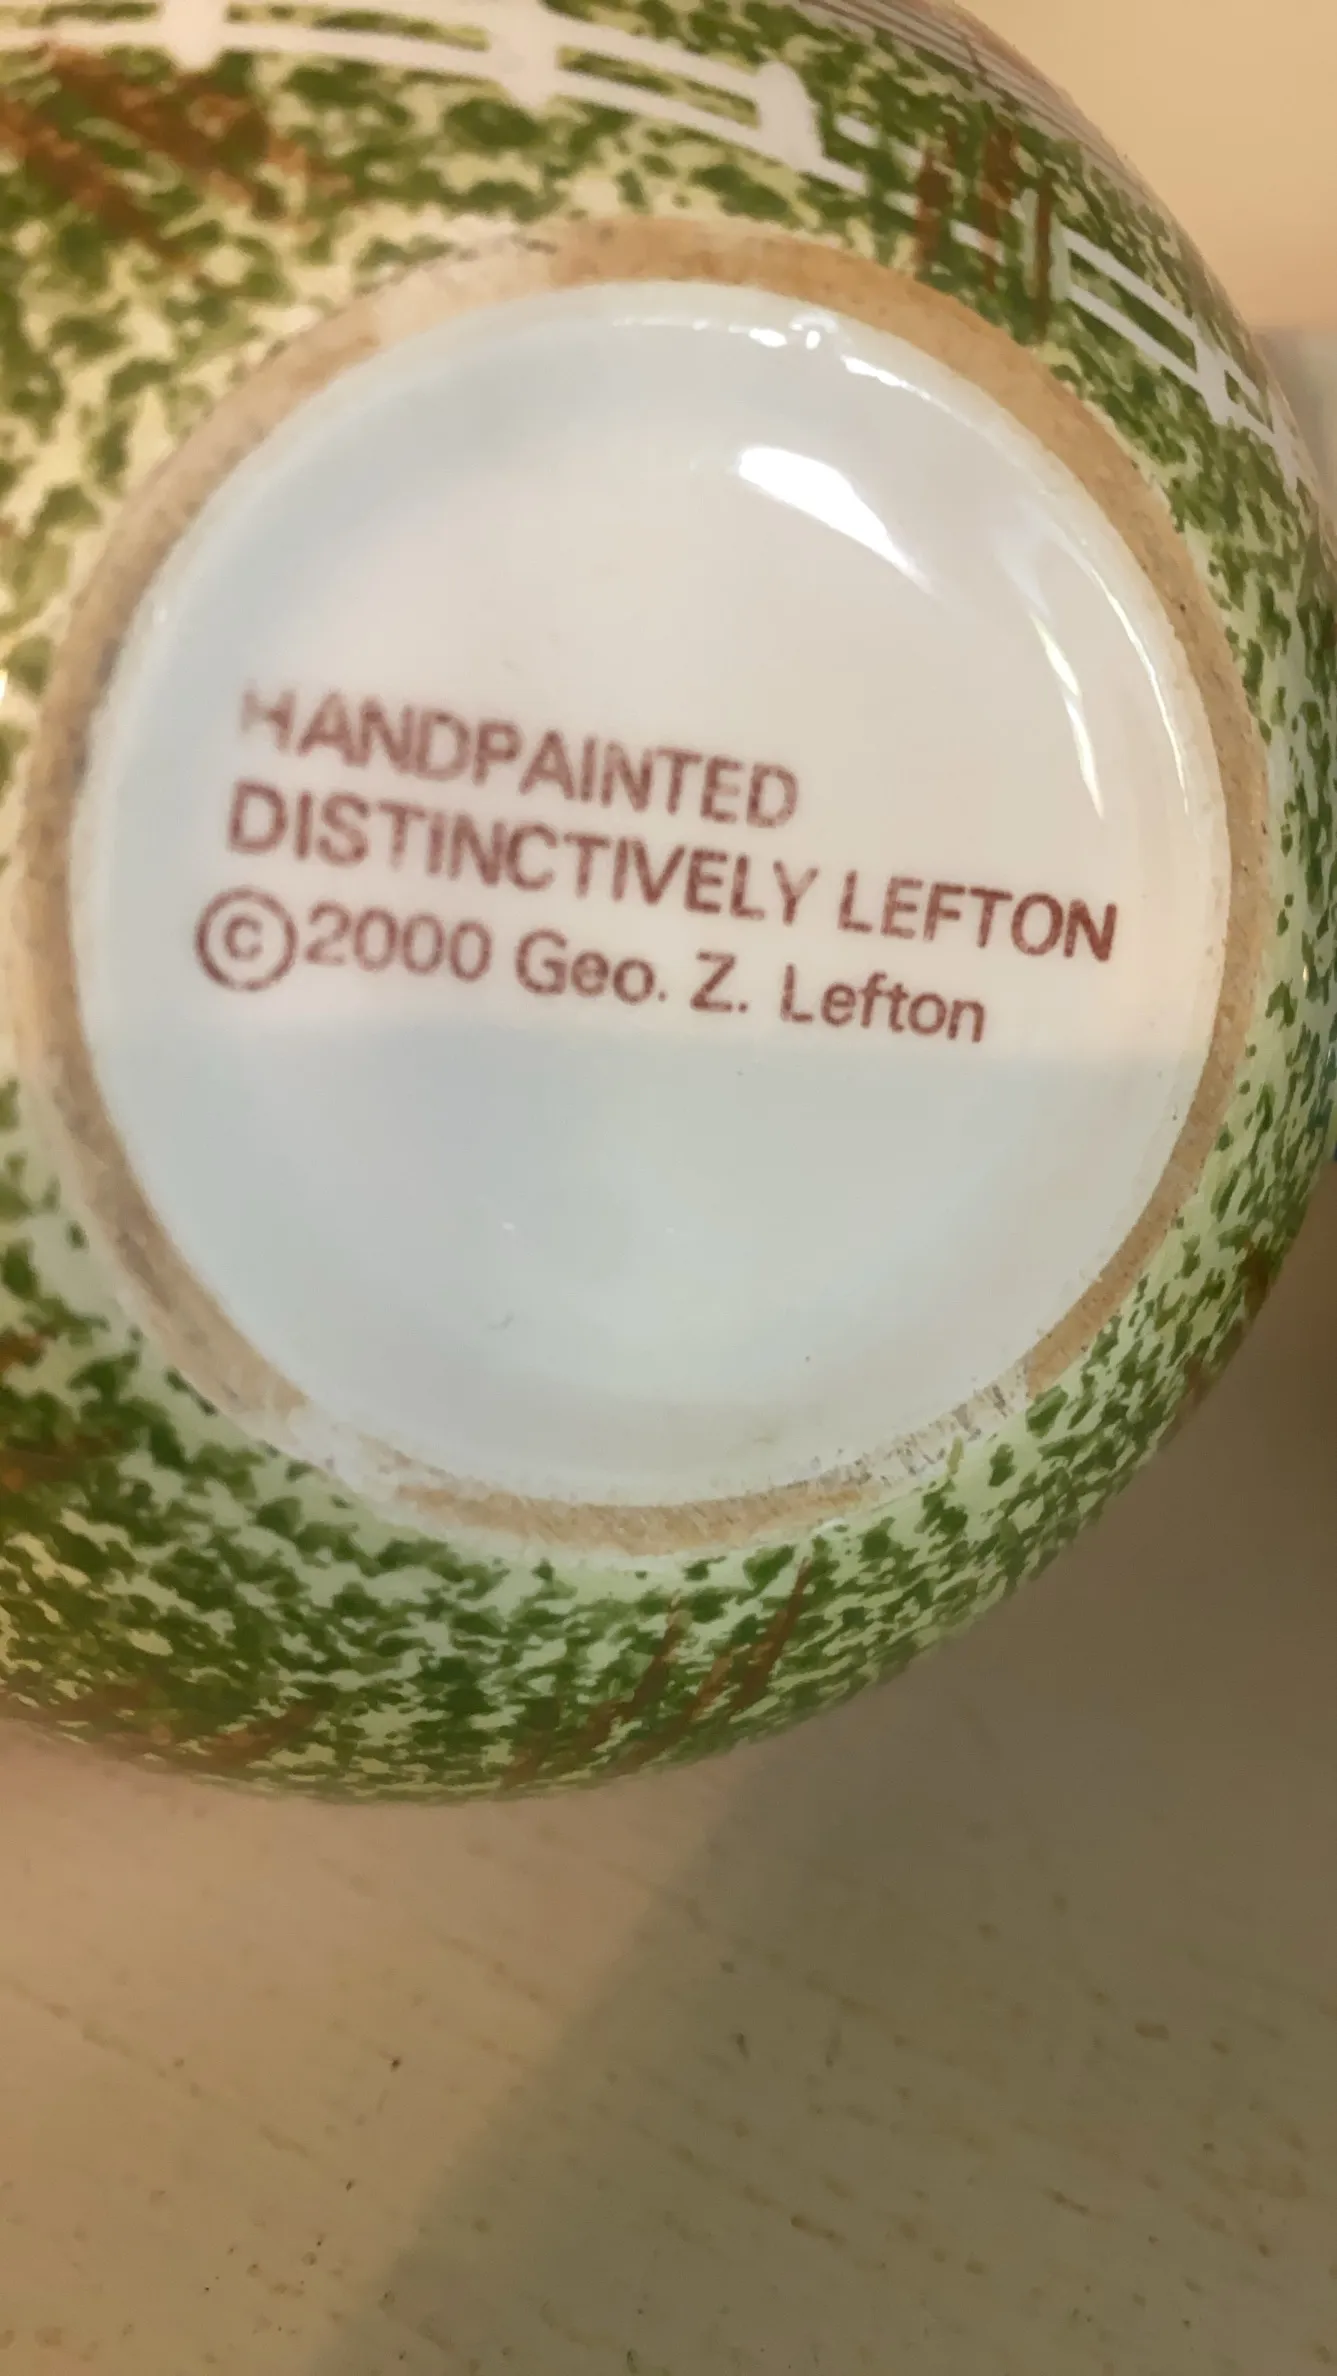 HANDPAINTED
DISTINCTIVELY LEFTON
©2000 Geo. Z. Lefton